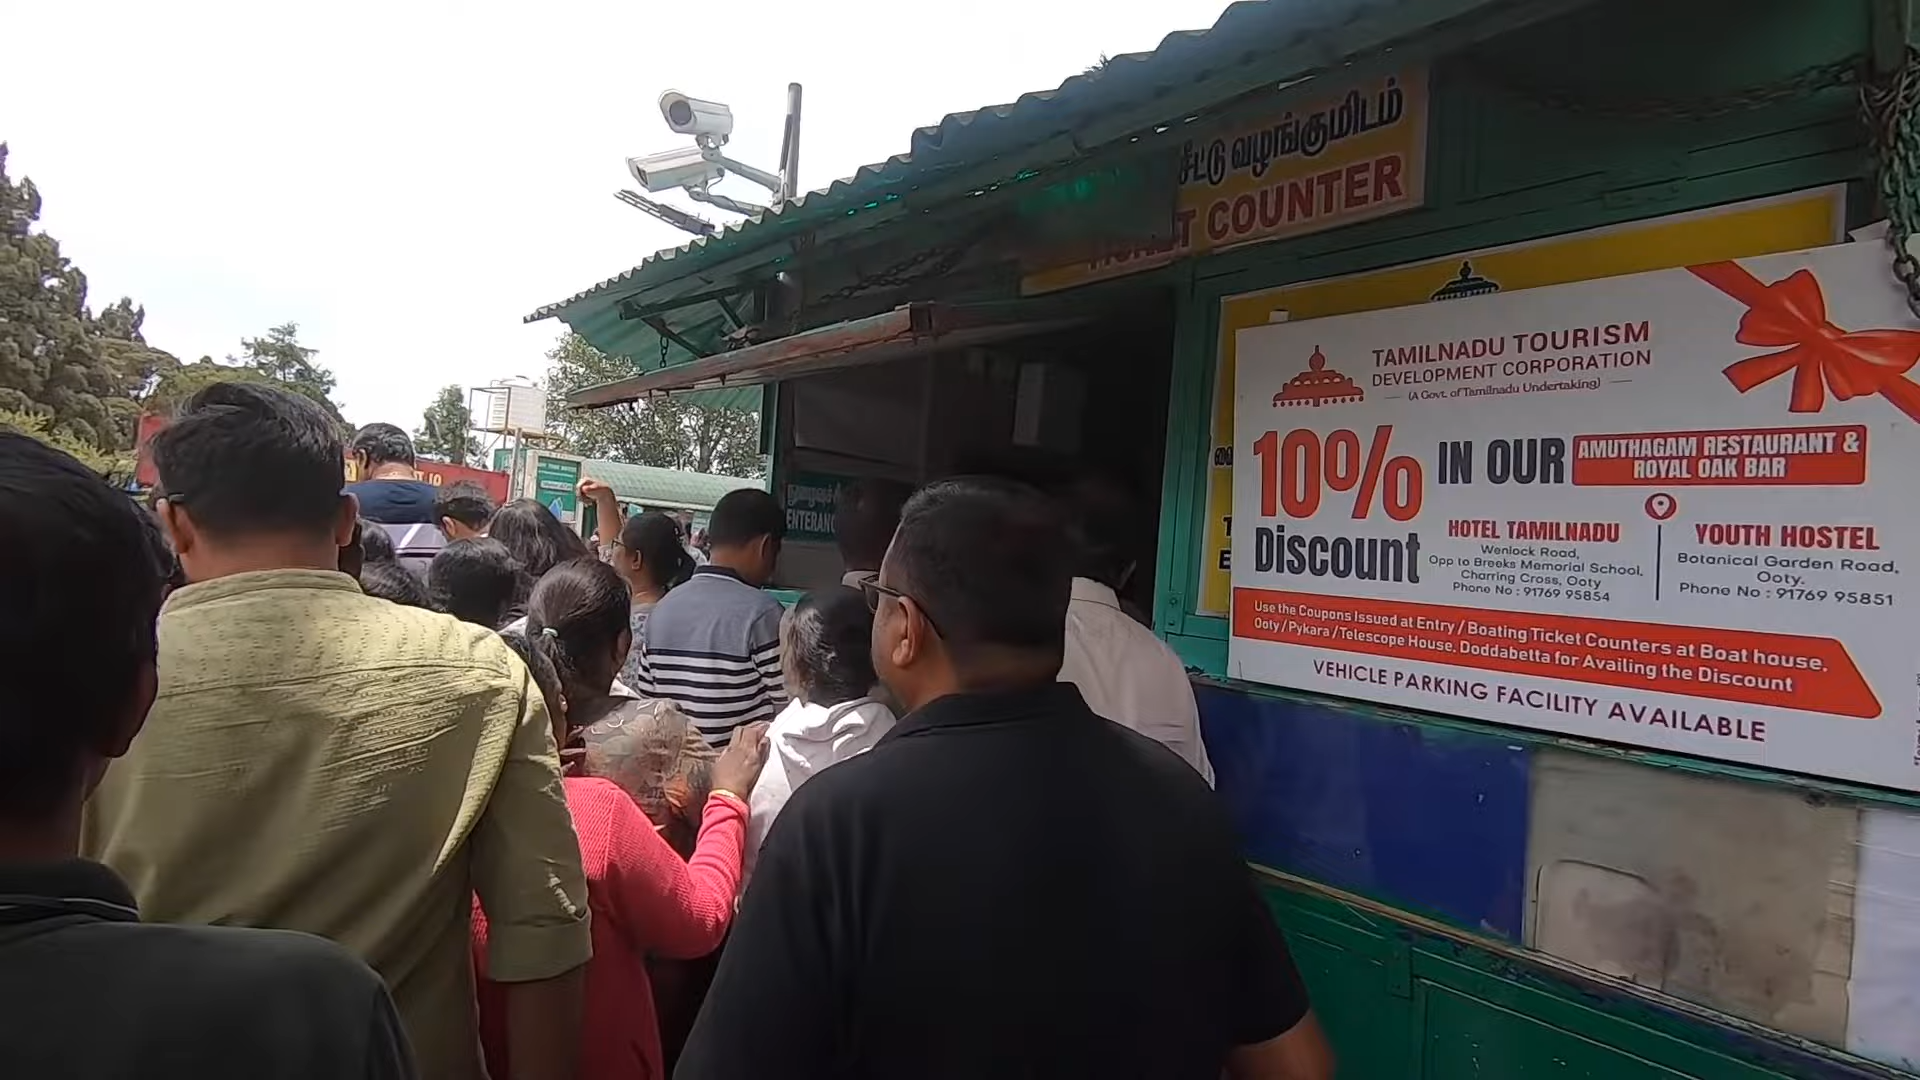 சீட்டு வழங்குமிடம்
TICKET COUNTER
ENTRANC
TAMILNADU TOURISM
DEVELOPMENT CORPORATION
(A Govt. of Tamilnadu Undertaking)
10% Discount
IN OUR
AMUTHAGAM RESTAURANT &
ROYAL OAK BAR
HOTEL TAMILNADU
Wenlock Road,
Opp to Breeks Memorial School,
Charring Cross, Ooty
Phone No : 91769 95854
YOUTH HOSTEL
Botanical Garden Road,
Ooty.
Phone No : 91769 95851
Use the Coupons Issued at Entry / Boating Ticket Counters at Boat house,
Ooty / Pykara / Telescope House, Doddabetta for Availing the Discount
VEHICLE PARKING FACILITY AVAILABLE